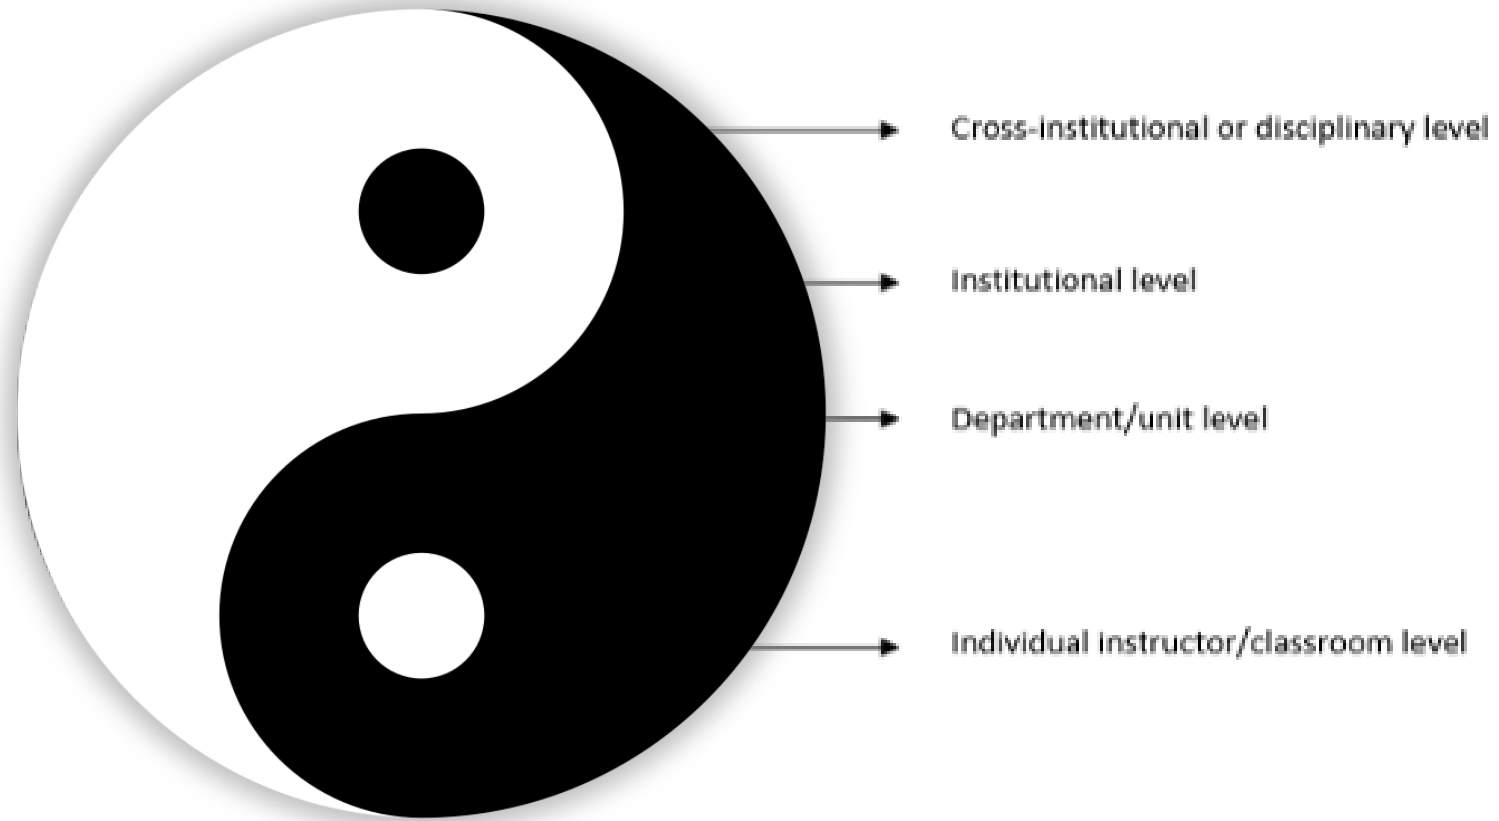 Cross-institutional or disciplinary level
Institutional level
Department/unit level
Individual instructor/classroom level